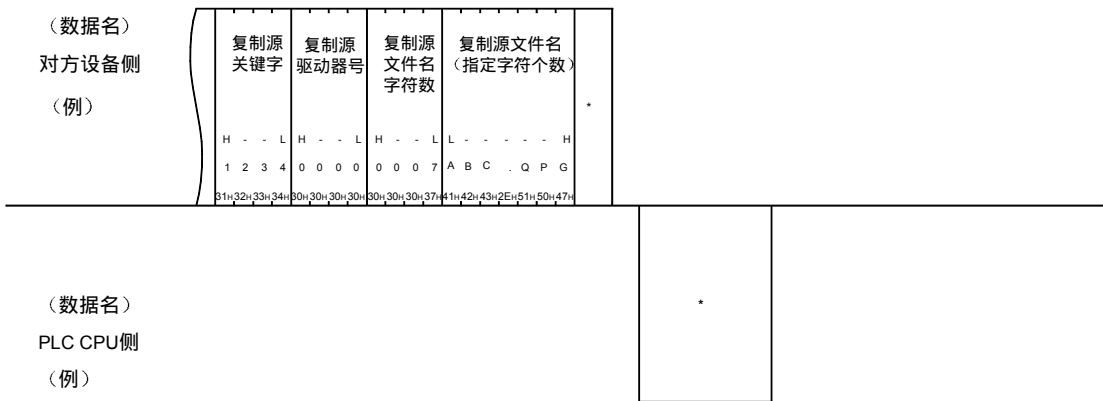 （数据名）
对方设备侧
（例）
复制源
关键字
复制源
驱动器号
复制源
文件名
字符数
复制源文件名
（指定字符个数）
*
H - - L H - - L H - - L L - - - - - H
1 2 3 4 0 0 0 0 0 0 0 7 A B C . Q P G
31H 32H 33H 34H 30H 30H 30H 30H 30H 30H 30H 37H 41H 42H 43H 2EH 51H 50H 47H
（数据名）
PLC CPU侧
（例）
*